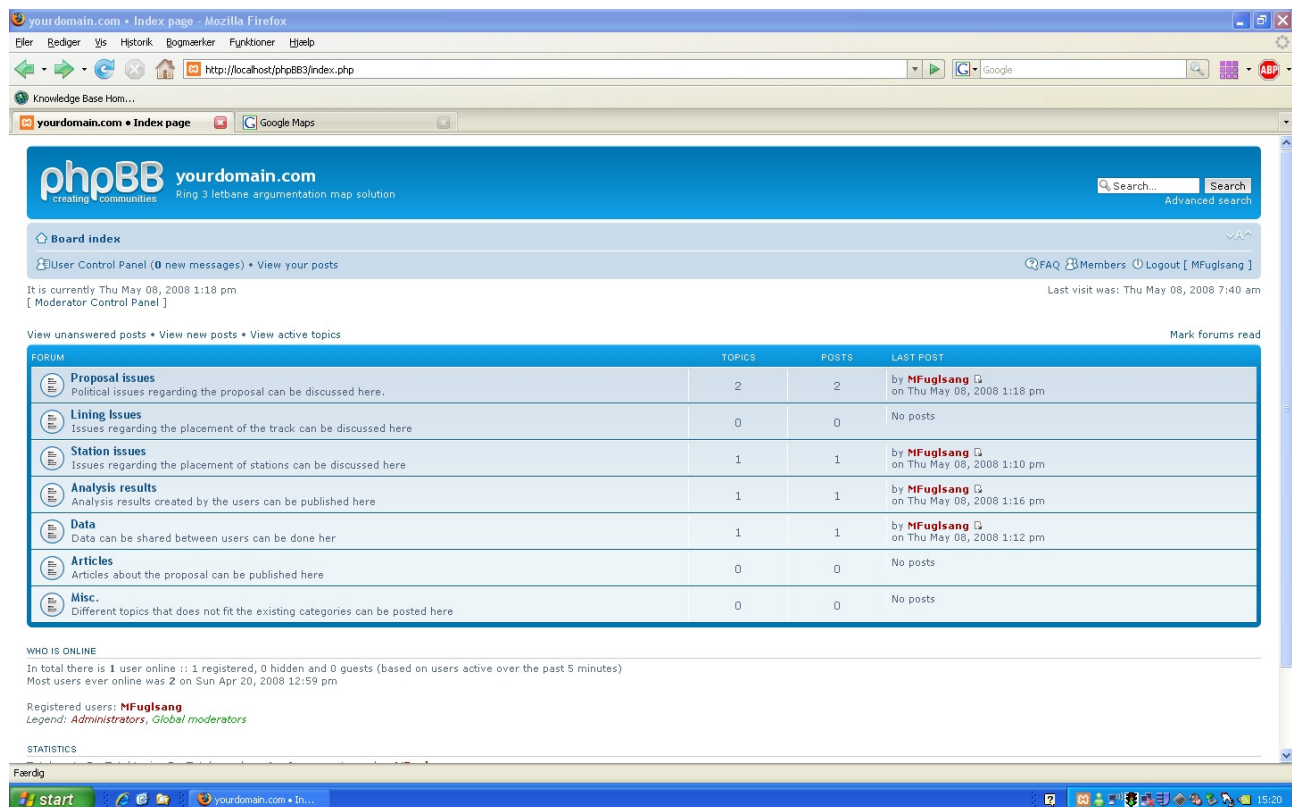 yourdomain.com • Index page - Mozilla Firefox
Filer Rediger Vis Historik Bogmærker Funktioner Hjælp
http://localhost/phpBB3/index.php
Google
ABP
Knowledge Base Hom...
yourdomain.com • Index page
Google Maps
phpBB
creating communities
yourdomain.com
Ring 3 letbane argumentation map solution
Search...
Search
Advanced search
Board index
A
User Control Panel (0 new messages) • View your posts
FAQ Members Logout [ MFuglsang ]
It is currently Thu May 08, 2008 1:18 pm
Last visit was: Thu May 08, 2008 7:40 am
[ Moderator Control Panel ]
View unanswered posts • View new posts • View active topics
Mark forums read
FORUM TOPICS POSTS LAST POST
Proposal issues
Political issues regarding the proposal can be discussed here.
2 2
by MFuglsang
on Thu May 08, 2008 1:18 pm
Lining Issues
Issues regarding the placement of the track can be discussed here
0 0
No posts
Station issues
Issues regarding the placement of stations can be discussed here
1 1
by MFuglsang
on Thu May 08, 2008 1:10 pm
Analysis results
Analysis results created by the users can be published here
1 1
by MFuglsang
on Thu May 08, 2008 1:16 pm
Data
Data can be shared between users can be done her
1 1
by MFuglsang
on Thu May 08, 2008 1:12 pm
Articles
Articles about the proposal can be published here
0 0
No posts
Misc.
Different topics that does not fit the existing categories can be posted here
0 0
No posts
WHO IS ONLINE
In total there is 1 user online :: 1 registered, 0 hidden and 0 guests (based on users active over the past 5 minutes)
Most users ever online was 2 on Sun Apr 20, 2008 12:59 pm
Registered users: MFuglsang
Legend: Administrators, Global moderators
STATISTICS
Færdig
start
yourdomain.com • In...
15:20